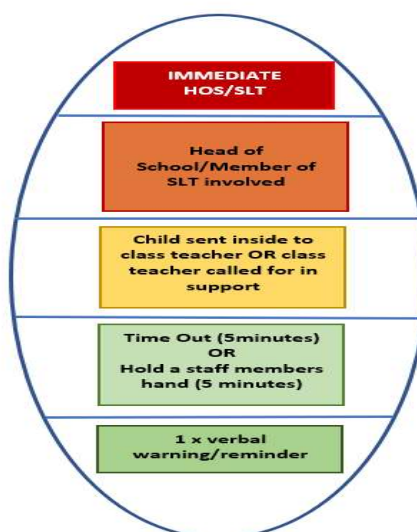 IMMEDIATE
HOS/SLT
Head of
School/Member of
SLT involved
Child sent inside to
class teacher OR class
teacher called for in
support
Time Out (5minutes)
OR
Hold a staff members
hand (5 minutes)
1 x verbal
warning/reminder